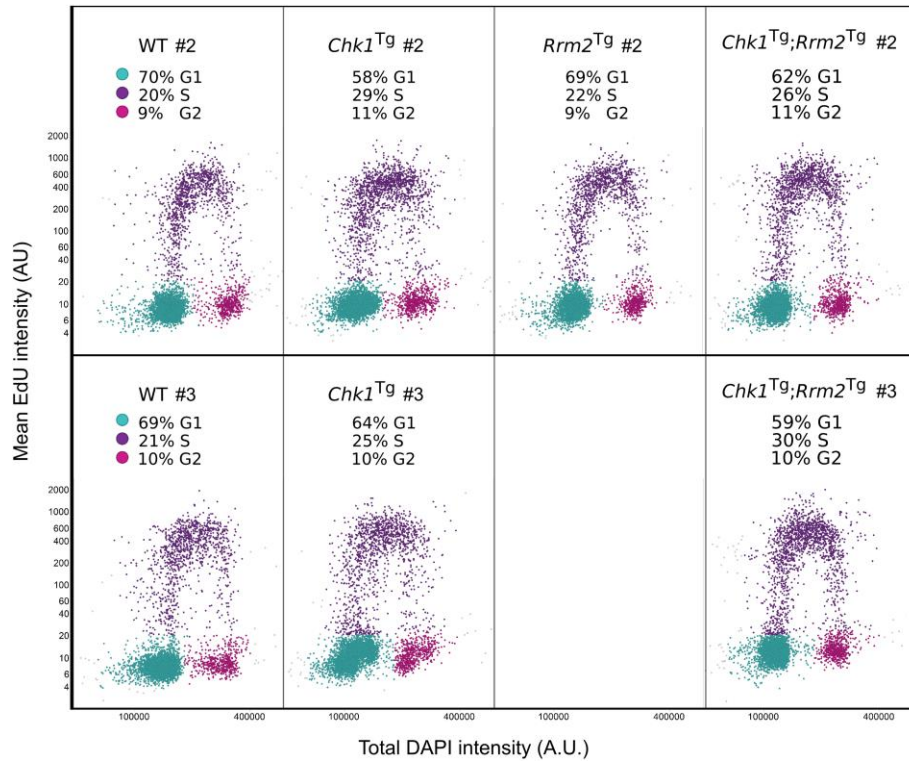 WT #2
70% G1
20% S
9% G2
Chk1Tg #2
58% G1
29% S
11% G2
Rrm2Tg #2
69% G1
22% S
9% G2
Chk1Tg;Rrm2Tg #2
62% G1
26% S
11% G2
2000
1000
600
400
200
100
60
40
20
10
6
4
Mean EdU intensity (AU)
WT #3
69% G1
21% S
10% G2
Chk1Tg #3
64% G1
25% S
10% G2
Chk1Tg;Rrm2Tg #3
59% G1
30% S
10% G2
2000
1000
600
400
200
100
60
40
20
10
6
4
100000 400000 100000 400000 100000 400000 100000 400000
Total DAPI intensity (A.U.)